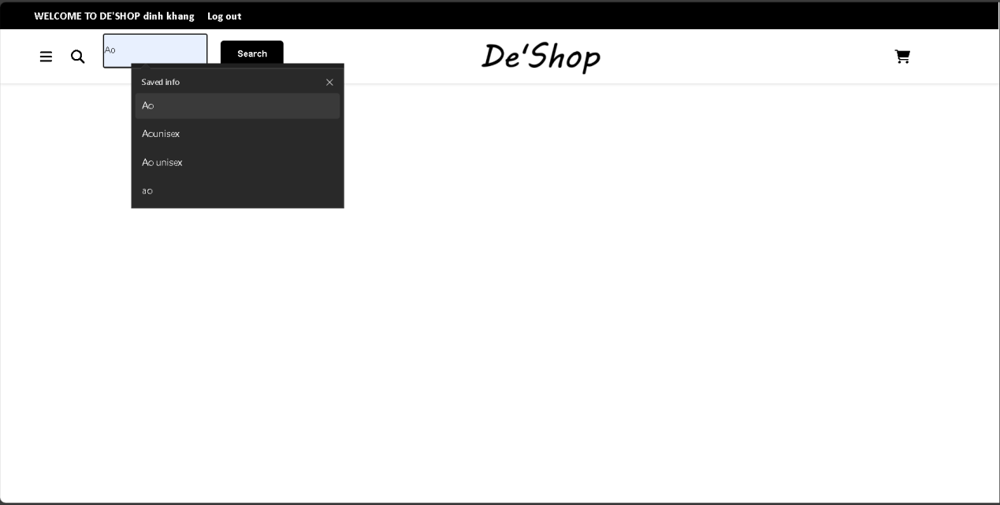 WELCOME TO DE'SHOP dinh khang Log out
Ao
Search
De'Shop
Saved info
Ao
Aounisex
Ao unisex
ao